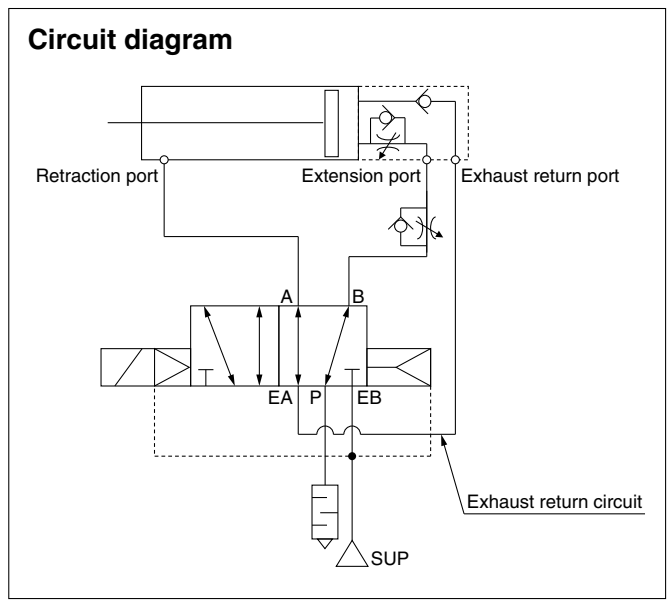 Circuit diagram
Retraction port
Extension port
Exhaust return port
A
B
EA
P
EB
Exhaust return circuit
SUP